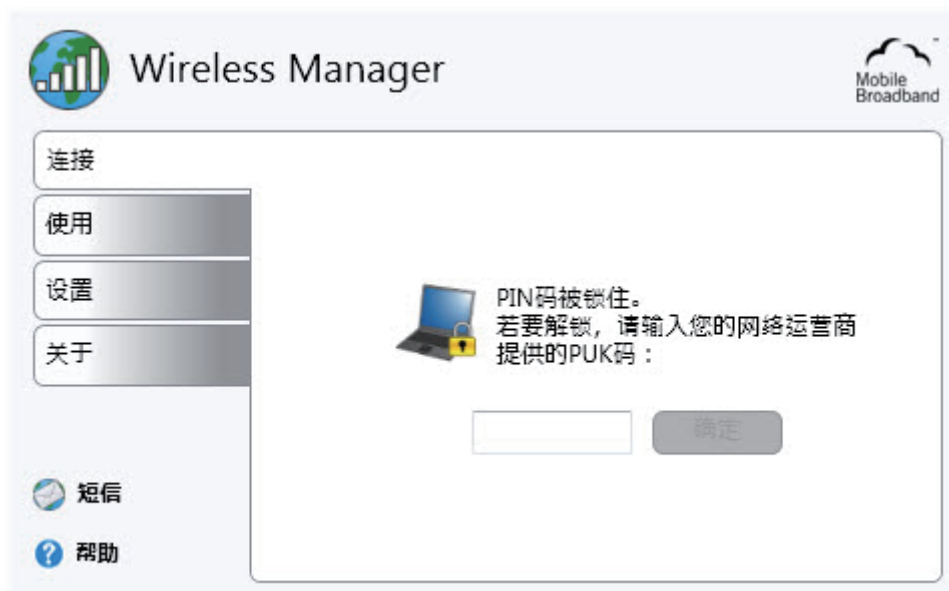 Wireless Manager
Mobile
Broadband
连接
使用
设置
关于
PIN码被锁住。
若要解锁，请输入您的网络运营商
提供的PUK码：
确定
短信
帮助